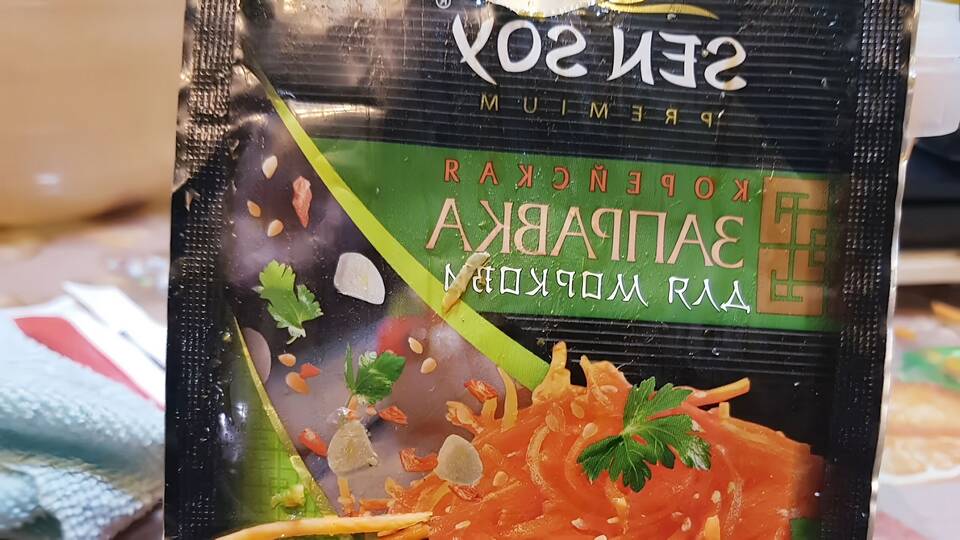 SEN SOY ®
PREMIUM
КОРЕЙСКАЯ
ЗАПРАВКА
ДЛЯ МОРКОВИ